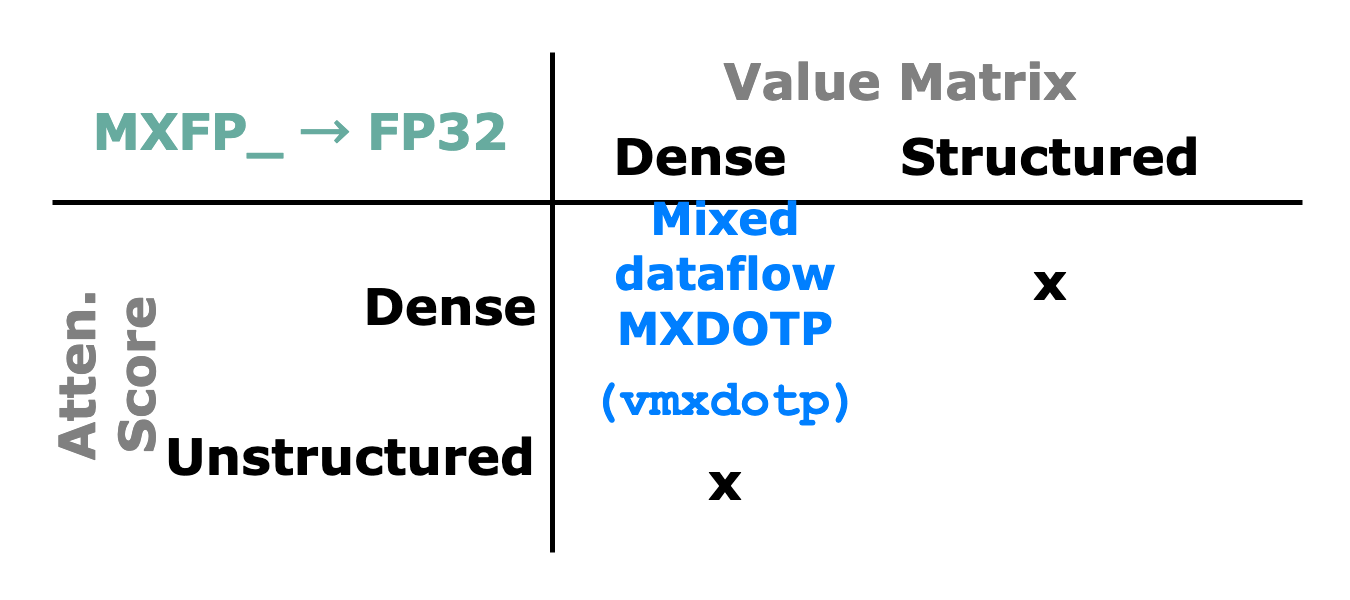 Value Matrix
MXFP_ → FP32
Dense
Structured
Mixed
dataflow
MXDOTP
(vmxdotp)
x
Atten.
Score
Dense
Unstructured
x